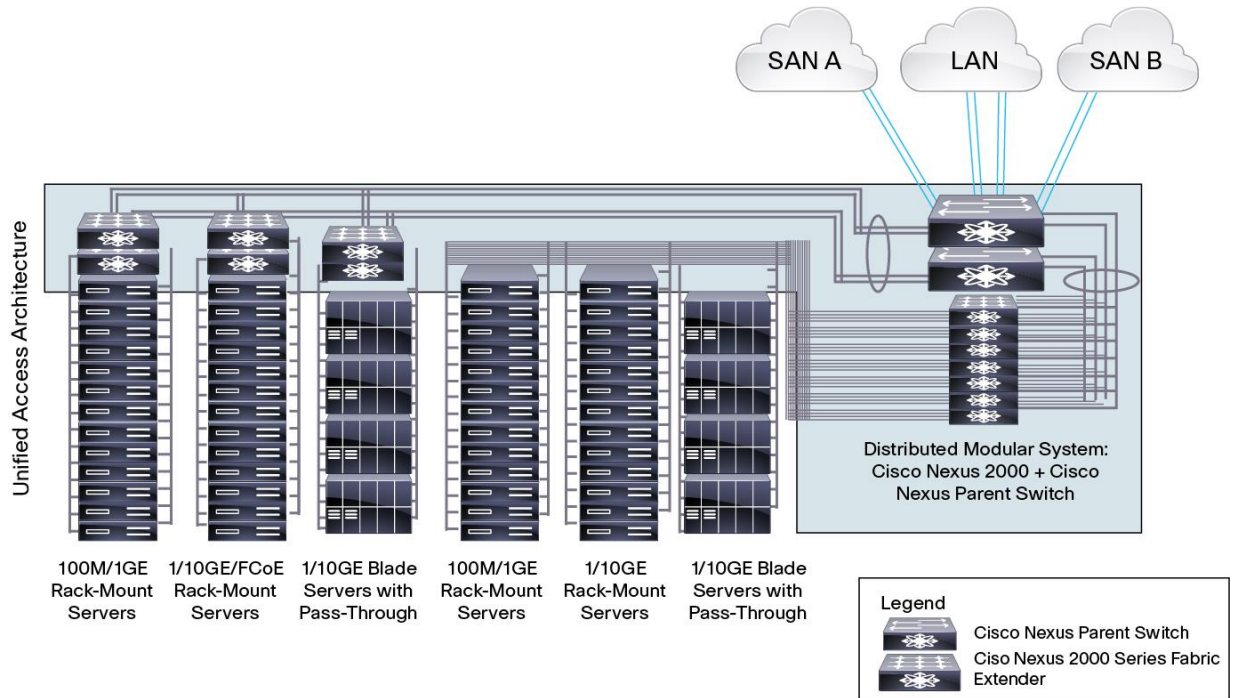 SAN A
LAN
SAN B
Unified Access Architecture
Distributed Modular System:
Cisco Nexus 2000 + Cisco
Nexus Parent Switch
100M/1GE
Rack-Mount
Servers
1/10GE/FCoE
Rack-Mount
Servers
1/10GE Blade
Servers with
Pass-Through
100M/1GE
Rack-Mount
Servers
1/10GE
Rack-Mount
Servers
1/10GE Blade
Servers with
Pass-Through
Legend
Cisco Nexus Parent Switch
Ciso Nexus 2000 Series Fabric
Extender